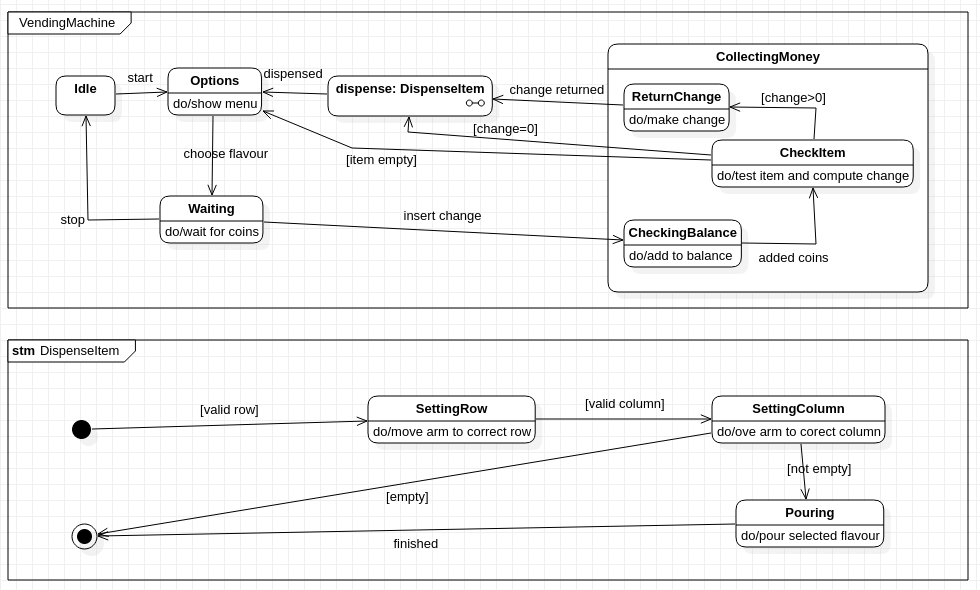 VendingMachine
CollectingMoney
Idle
start
Options
do/show menu
dispensed
dispense: DispenseItem
change returned
ReturnChange
do/make change
[change>0]
[change=0]
CheckItem
do/test item and compute change
choose flavour
[item empty]
Waiting
do/wait for coins
stop
insert change
CheckingBalance
do/add to balance
added coins
stm DispenseItem
[valid row]
SettingRow
do/move arm to correct row
[valid column]
SettingColumn
do/ove arm to corect column
[not empty]
[empty]
Pouring
do/pour selected flavour
finished